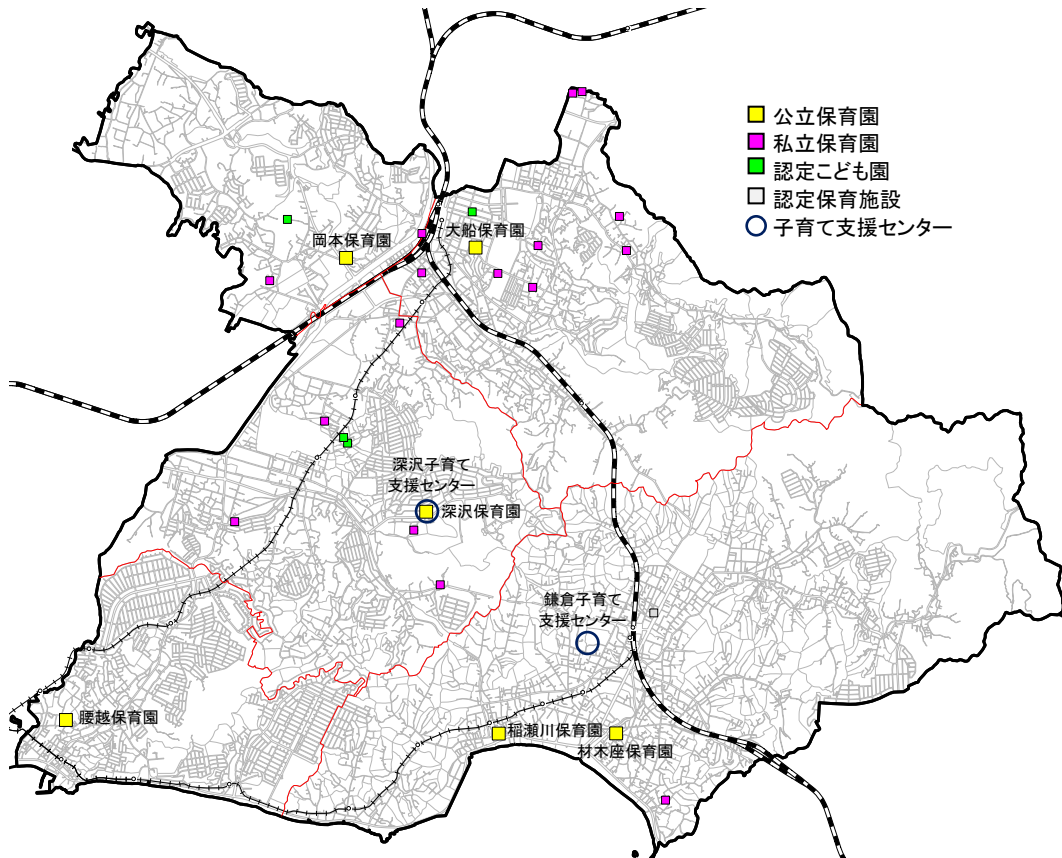 公立保育園
私立保育園
認定こども園
認定保育施設
子育て支援センター
大船保育園
岡本保育園
深沢子育て
支援センター
深沢保育園
鎌倉子育て
支援センター
腰越保育園
稲瀬川保育園
材木座保育園